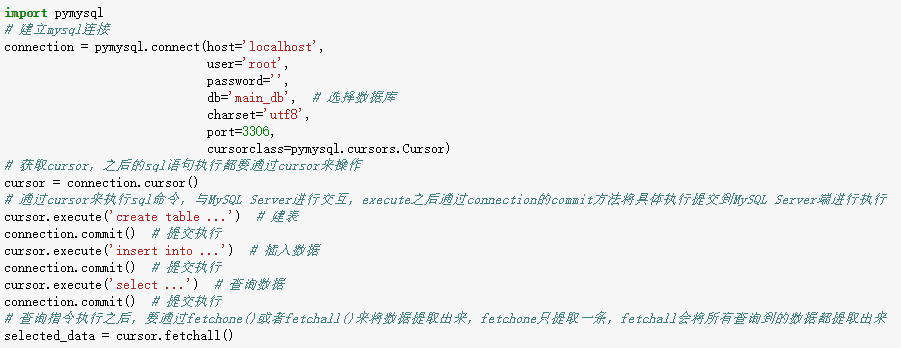 import pymysql
# 建立mysql连接
connection = pymysql.connect(host='localhost',
                             user='root',
                             password='',
                             db='main_db',  # 选择数据库
                             charset='utf8',
                             port=3306,
                             cursorclass=pymysql.cursors.Cursor)
# 获取cursor，之后的sql语句执行都要通过cursor来操作
cursor = connection.cursor()
# 通过cursor来执行sql命令，与MySQL Server进行交互，execute之后通过connection的commit方法将具体执行提交到MySQL Server端进行执行
cursor.execute('create table ...')  # 建表
connection.commit()  # 提交执行
cursor.execute('insert into ...')  # 插入数据
connection.commit()  # 提交执行
cursor.execute('select ...')  # 查询数据
connection.commit()  # 提交执行
# 查询指令执行之后，要通过fetchone()或者fetchall()来将数据提取出来，fetchone只提取一条，fetchall会将所有查询到的数据都提取出来
selected_data = cursor.fetchall()